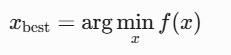 x_best = arg min_x f(x)